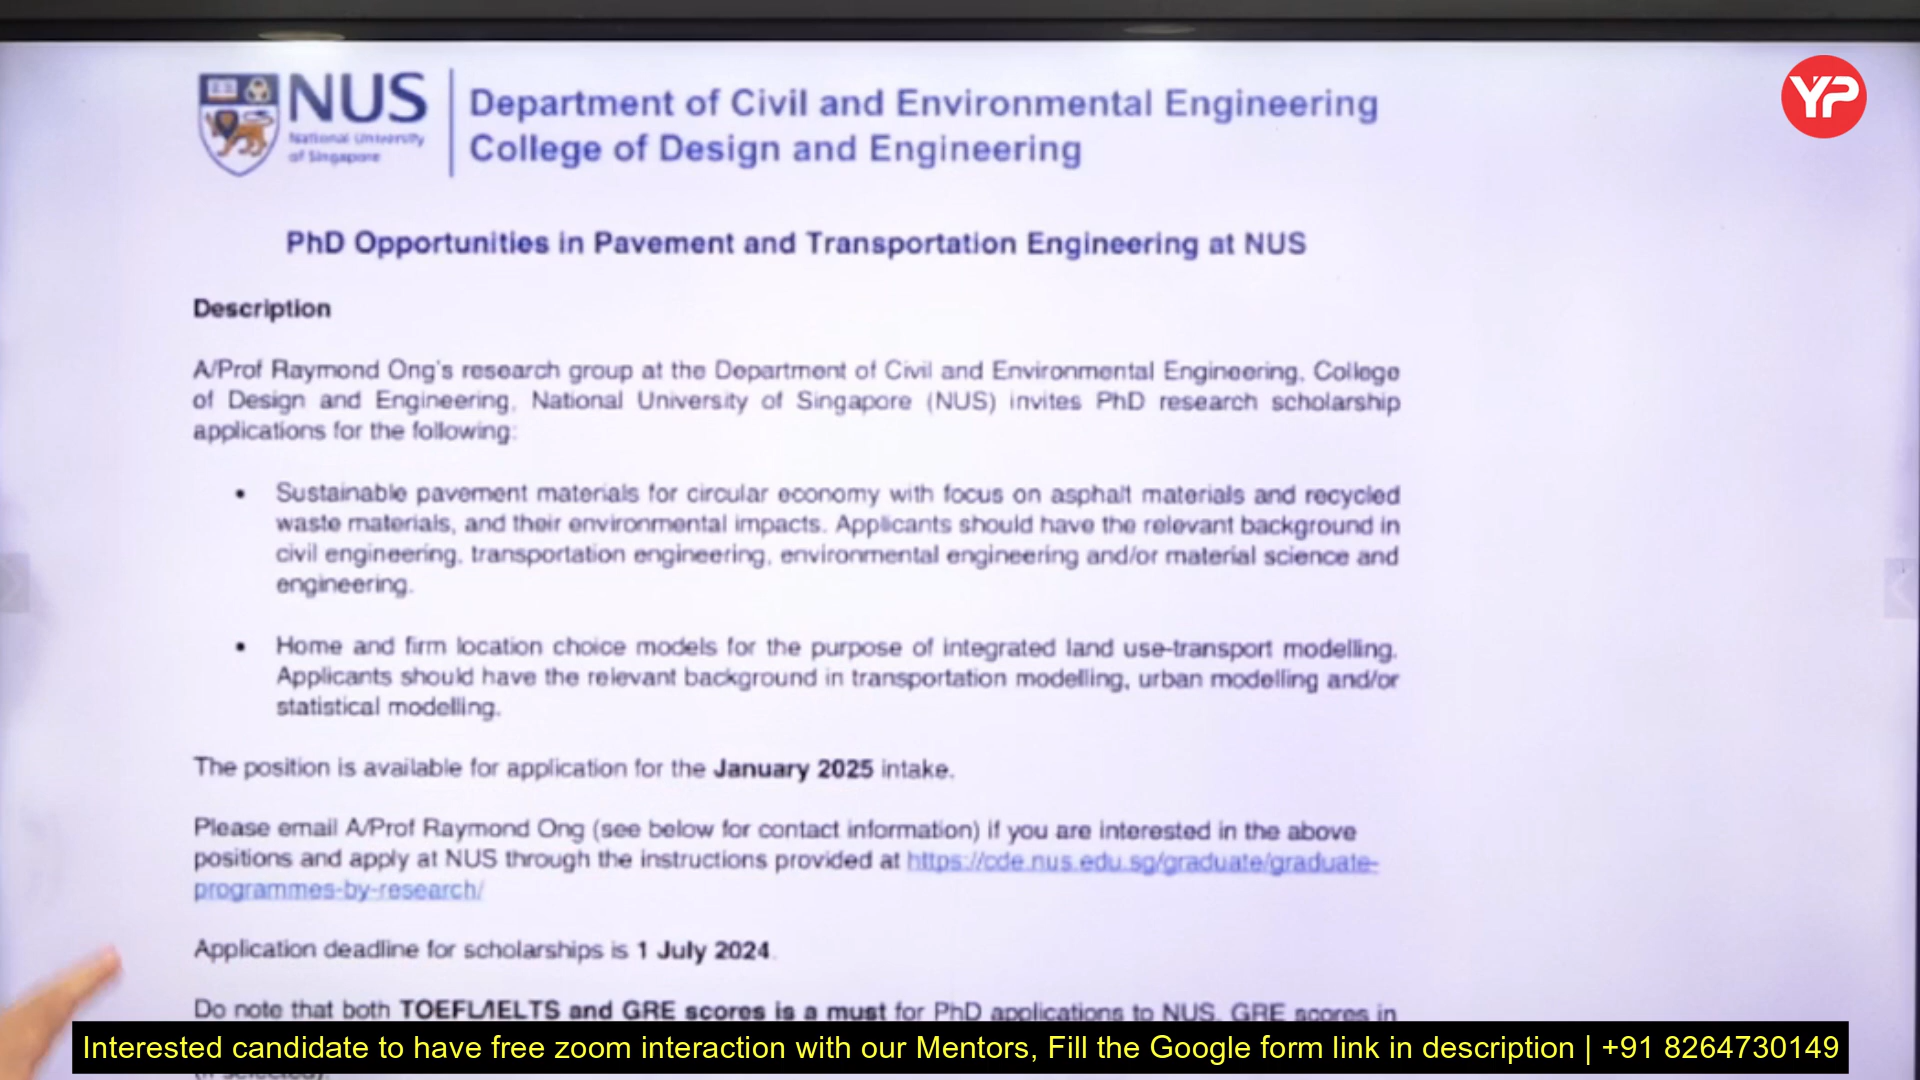 NUS
National University
of Singapore
Department of Civil and Environmental Engineering
College of Design and Engineering
YP
PhD Opportunities in Pavement and Transportation Engineering at NUS
Description
A/Prof Raymond Ong's research group at the Department of Civil and Environmental Engineering, College
of Design and Engineering, National University of Singapore (NUS) invites PhD research scholarship
applications for the following:
• Sustainable pavement materials for circular economy with focus on asphalt materials and recycled
waste materials, and their environmental impacts. Applicants should have the relevant background in
civil engineering, transportation engineering, environmental engineering and/or material science and
engineering.
• Home and firm location choice models for the purpose of integrated land use-transport modelling.
Applicants should have the relevant background in transportation modelling, urban modelling and/or
statistical modelling.
The position is available for application for the January 2025 intake.
Please email A/Prof Raymond Ong (see below for contact information) if you are interested in the above
positions and apply at NUS through the instructions provided at https://cde.nus.edu.sg/graduate/graduate-
programmes-by-research/
Application deadline for scholarships is 1 July 2024.
Do note that both TOEFL/IELTS and GRE scores is a must for PhD applications to NUS. GRE scores in
Interested candidate to have free zoom interaction with our Mentors, Fill the Google form link in description | +91 8264730149